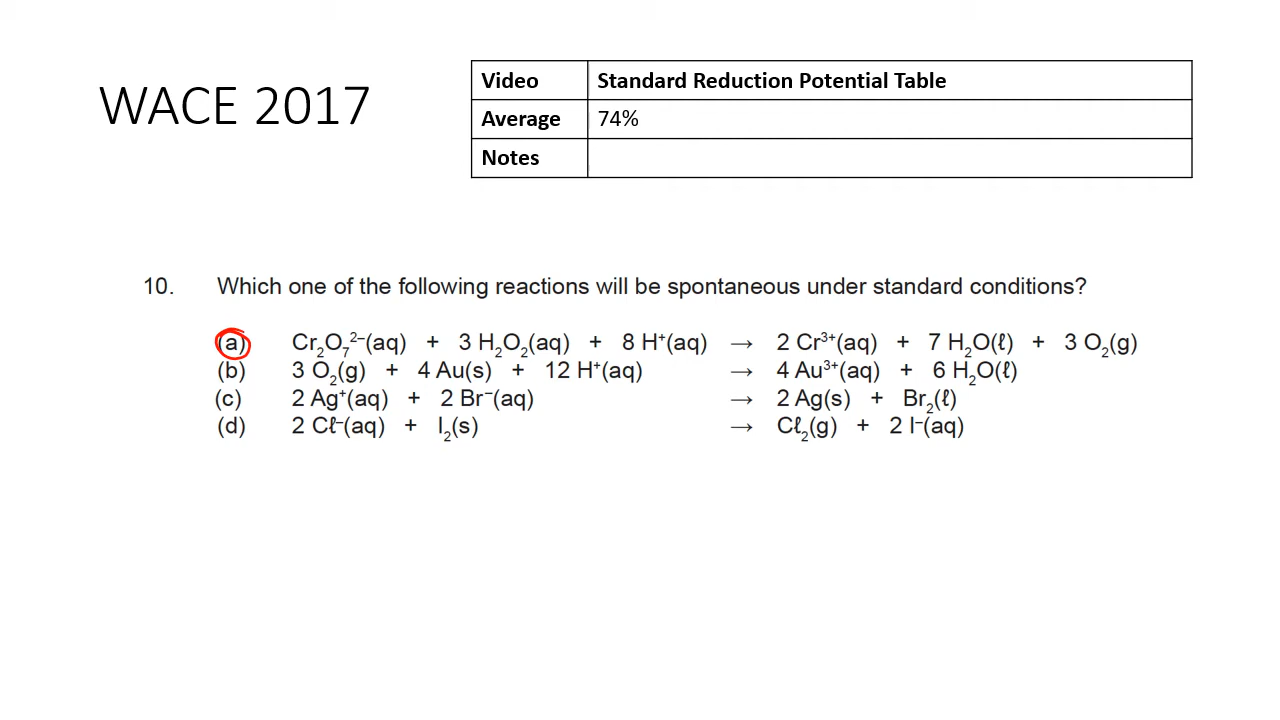 WACE 2017
Video Standard Reduction Potential Table
Average 74%
Notes
10. Which one of the following reactions will be spontaneous under standard conditions?
(a) Cr₂O₇²⁻(aq) + 3 H₂O₂(aq) + 8 H⁺(aq) → 2 Cr³⁺(aq) + 7 H₂O(ℓ) + 3 O₂(g)
(b) 3 O₂(g) + 4 Au(s) + 12 H⁺(aq) → 4 Au³⁺(aq) + 6 H₂O(ℓ)
(c) 2 Ag⁺(aq) + 2 Br⁻(aq) → 2 Ag(s) + Br₂(ℓ)
(d) 2 Cℓ⁻(aq) + I₂(s) → Cℓ₂(g) + 2 I⁻(aq)